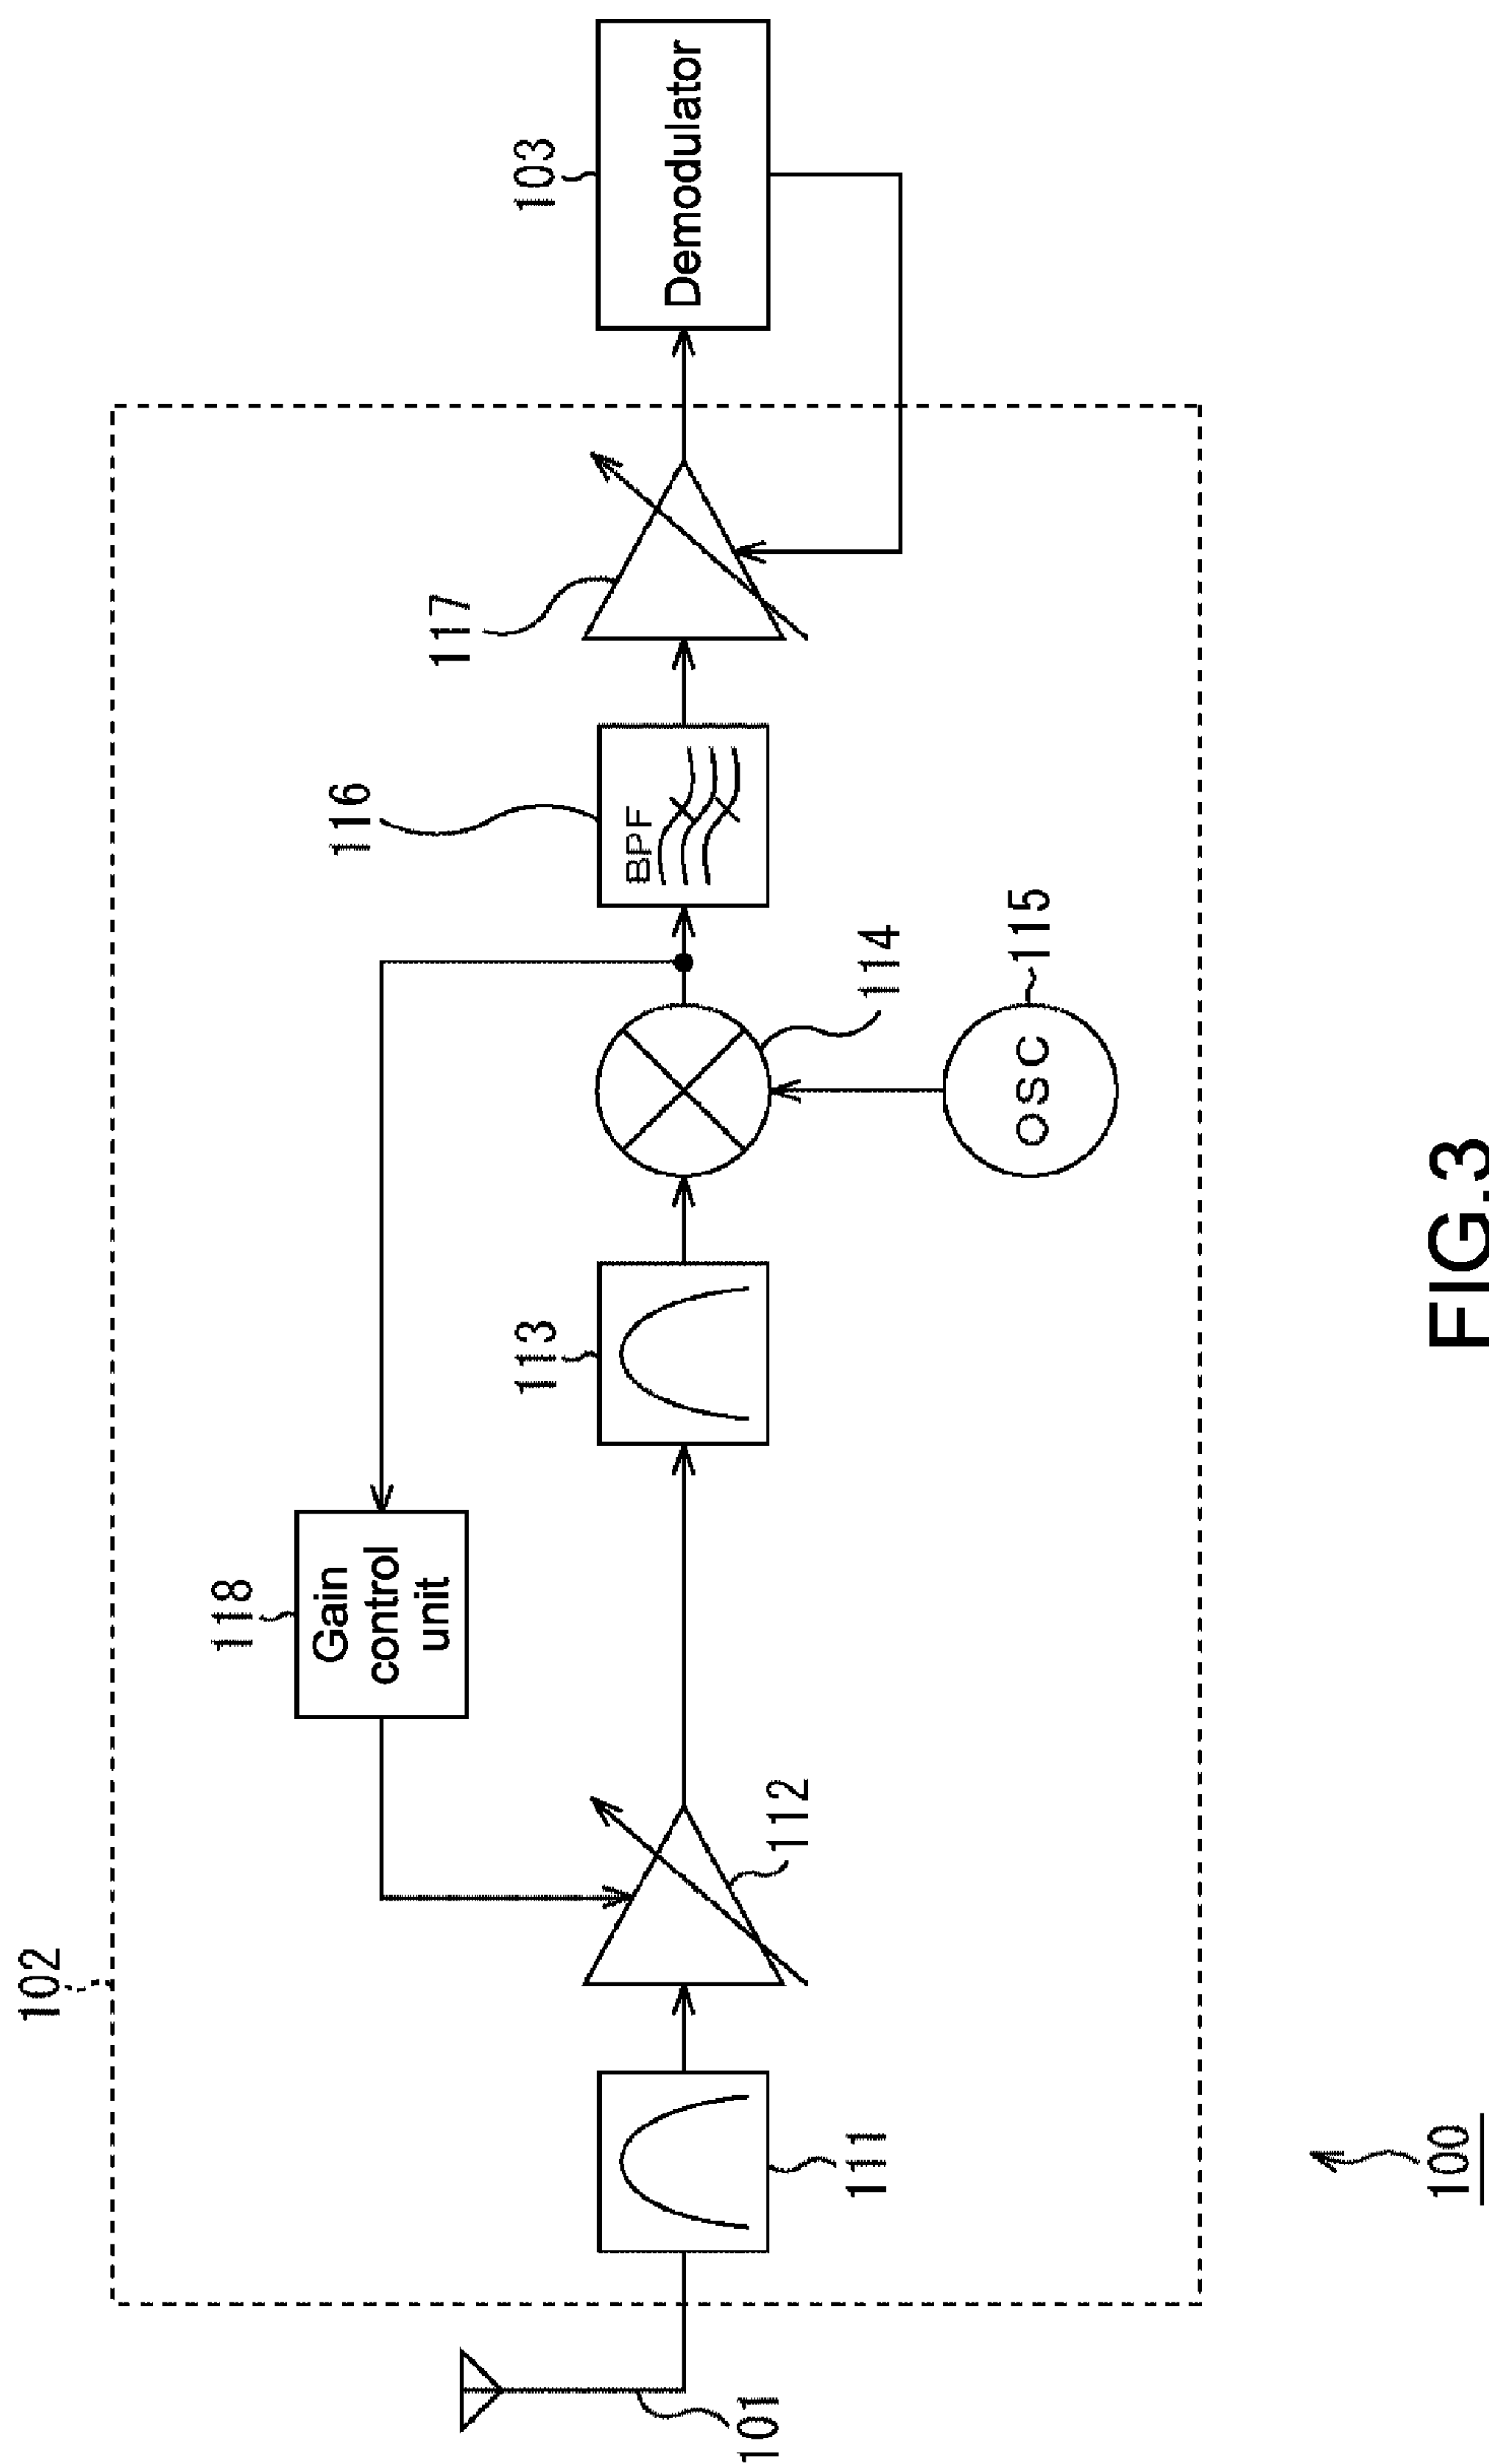 102
118
Gain
control
unit
116
117
113
103
BPF
Demodulator
101
111
112
114
OSC
115
100
FIG.3